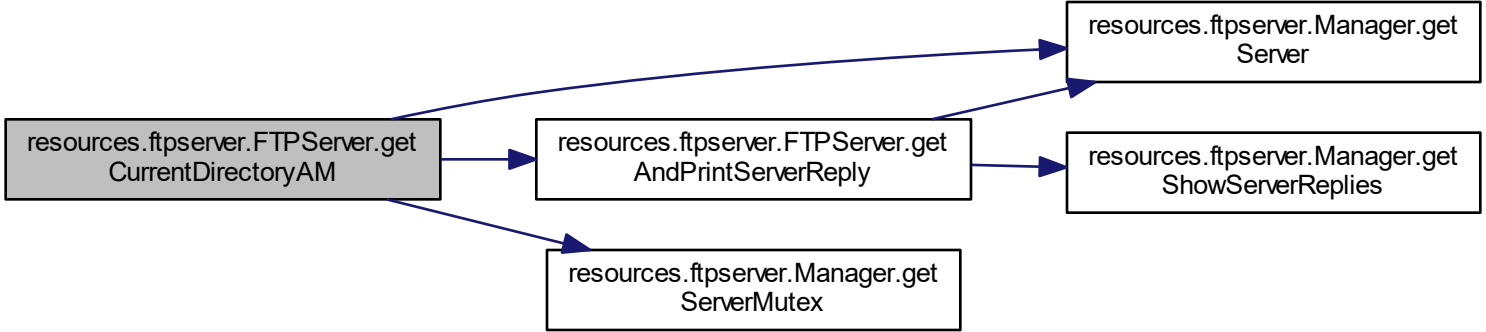 resources.ftpserver.Manager.get
Server
resources.ftpserver.FTPServer.get
CurrentDirectoryAM
resources.ftpserver.FTPServer.get
AndPrintServerReply
resources.ftpserver.Manager.get
ShowServerReplies
resources.ftpserver.Manager.get
ServerMutex